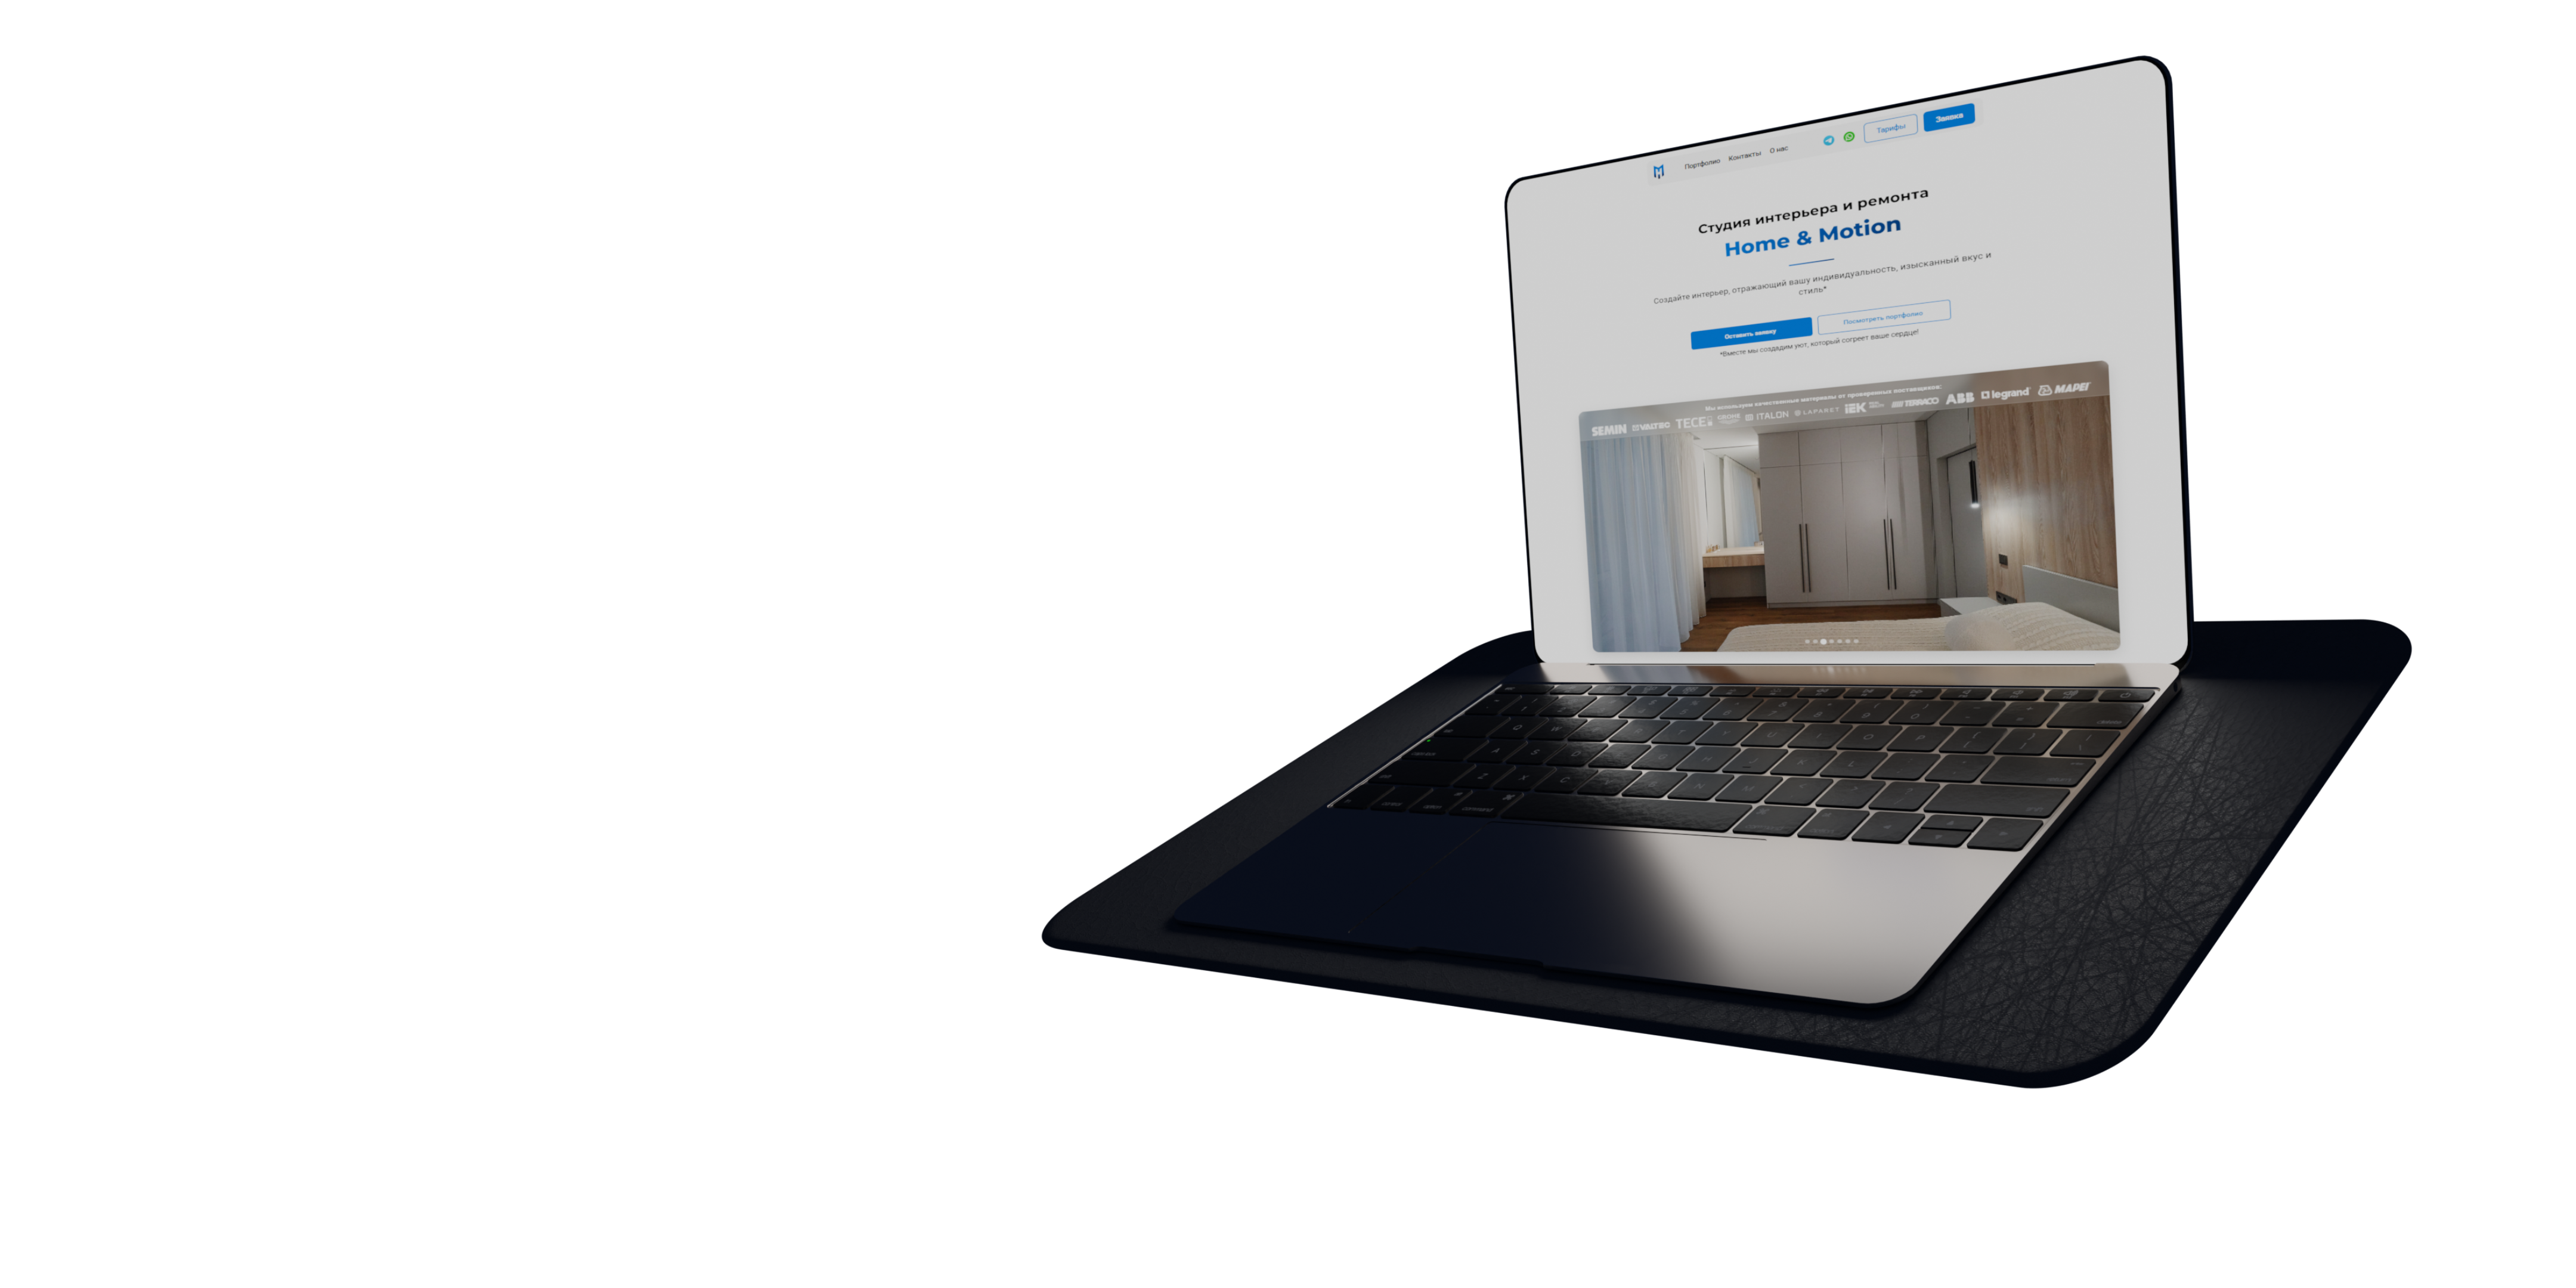 Портфолио Контакты О нас Тарифы Заявка
Студия интерьера и ремонта
Home & Motion
Создайте интерьер, отражающий вашу индивидуальность, изысканный вкус и
стиль*
Оставить заявку Посмотреть портфолио
*Вместе мы создадим уют, который согреет ваше сердце!
Мы используем качественные материалы от проверенных поставщиков:
SEMIN VALTEC TECE GROHE ITALON LAPARET IEK TERRACO ABB legrand MAPEI
Q W
A S D
Z X C
command